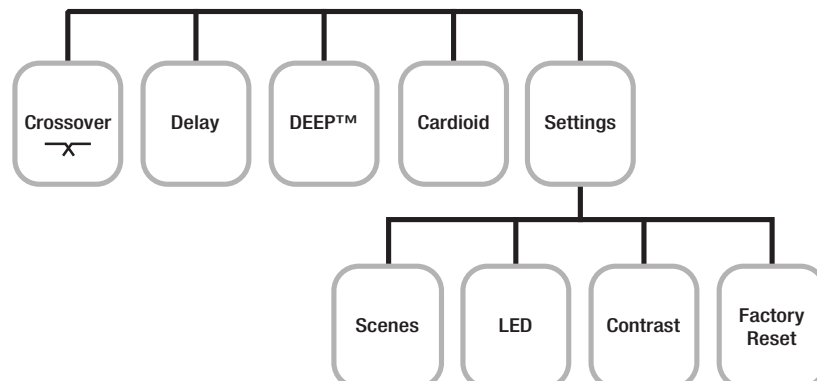 Crossover
Delay
DEEP™
Cardioid
Settings
Scenes
LED
Contrast
Factory
Reset